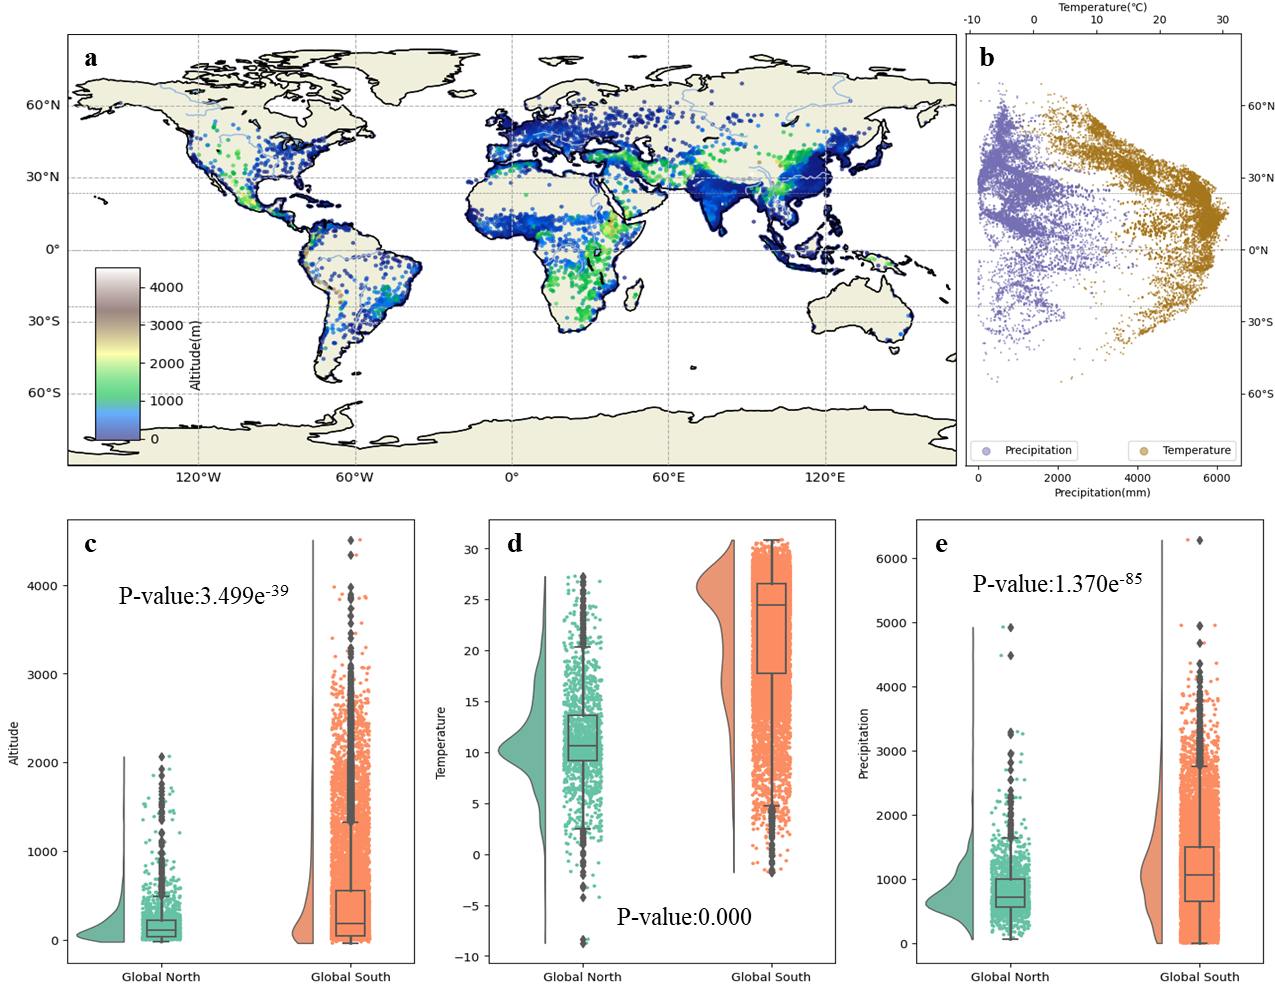 Temperature(℃)
-10 0 10 20 30
a
b
60°N
30°N
0°
30°S
60°S
4000
3000
2000
1000
0
Altitude(m)
120°W 60°W 0° 60°E 120°E
60°N
30°N
0°N
30°S
60°S
Precipitation
Temperature
0 2000 4000 6000
Precipitation(mm)
c
P-value:3.499e-39
4000
3000
2000
1000
0
Altitude
Global North Global South
d
30
25
20
15
10
5
0
−5
−10
Temperature
P-value:0.000
Global North Global South
e
P-value:1.370e-85
6000
5000
4000
3000
2000
1000
0
Precipitation
Global North Global South